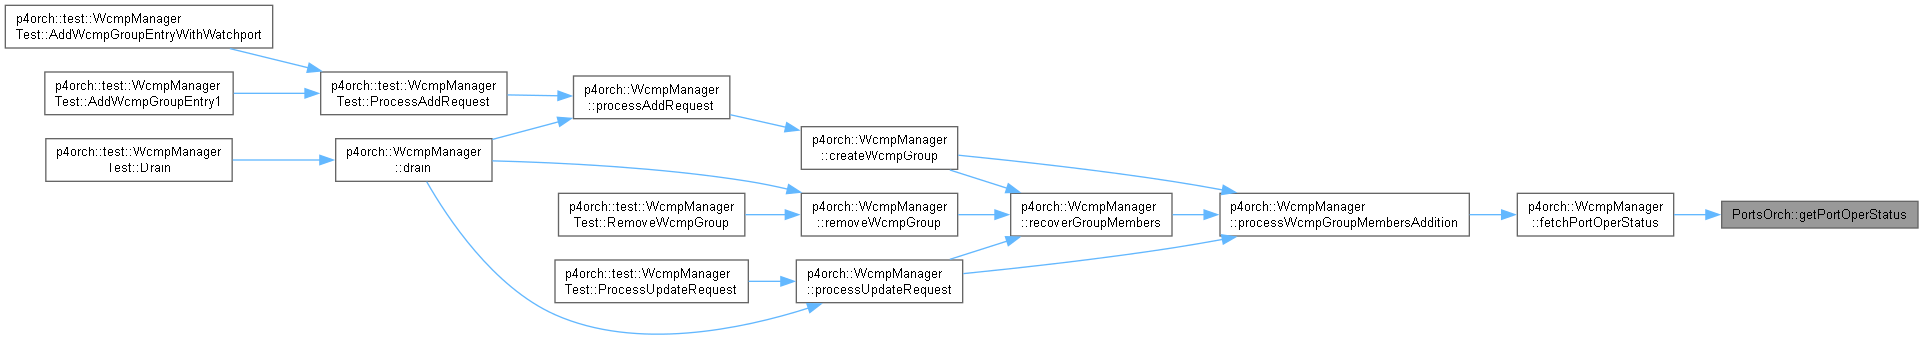 p4orch::test::WcmpManager
Test::AddWcmpGroupEntryWithWatchport
p4orch::test::WcmpManager
Test::AddWcmpGroupEntry1
p4orch::test::WcmpManager
Test::Drain
p4orch::test::WcmpManager
Test::ProcessAddRequest
p4orch::WcmpManager
::drain
p4orch::WcmpManager
::processAddRequest
p4orch::test::WcmpManager
Test::RemoveWcmpGroup
p4orch::test::WcmpManager
Test::ProcessUpdateRequest
p4orch::WcmpManager
::createWcmpGroup
p4orch::WcmpManager
::removeWcmpGroup
p4orch::WcmpManager
::processUpdateRequest
p4orch::WcmpManager
::recoverGroupMembers
p4orch::WcmpManager
::processWcmpGroupMembersAddition
p4orch::WcmpManager
::fetchPortOperStatus
PortsOrch::getPortOperStatus